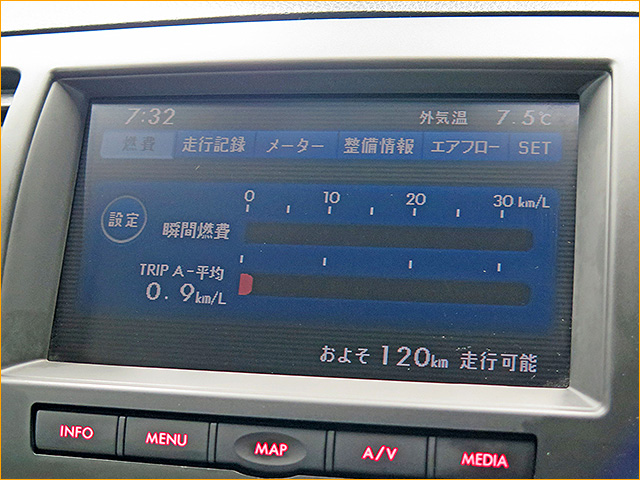 7:32 外気温 7.5℃
燃費 走行記録 メーター 整備情報 エアフロー SET
0 10 20 30 km/L
設定
瞬間燃費
TRIP A-平均
0.9km/L
およそ 120km 走行可能
INFO MENU MAP A/V MEDIA